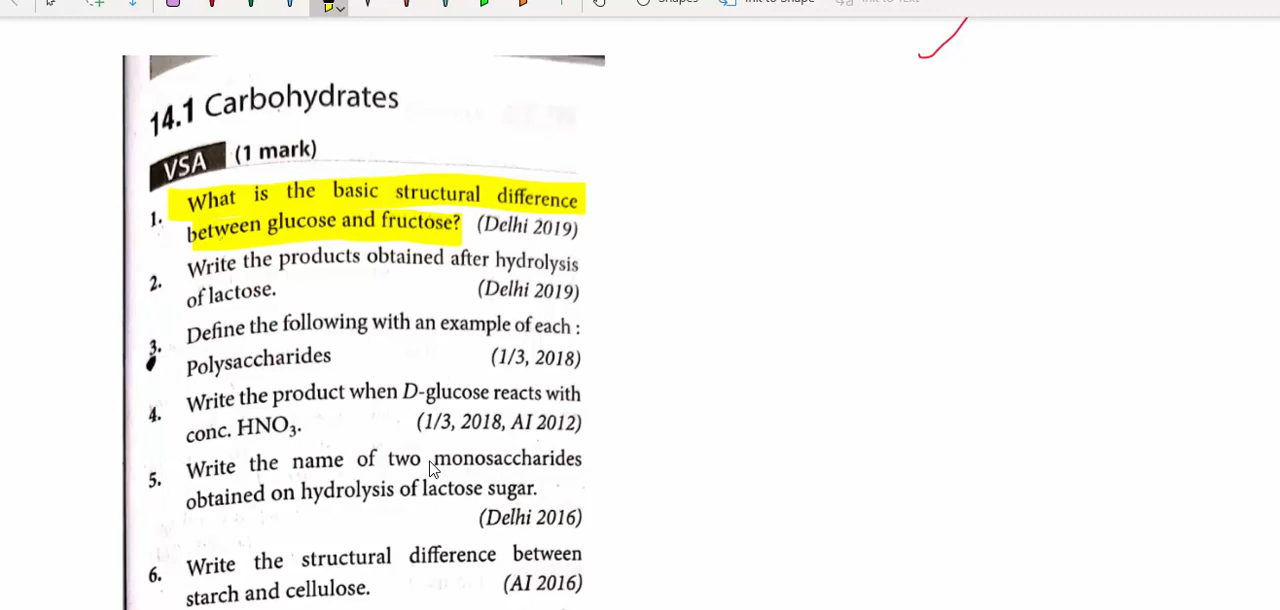 14.1 Carbohydrates
VSA (1 mark)
1. What is the basic structural difference
between glucose and fructose? (Delhi 2019)
2. Write the products obtained after hydrolysis
of lactose. (Delhi 2019)
3. Define the following with an example of each :
Polysaccharides (1/3, 2018)
4. Write the product when D-glucose reacts with
conc. HNO3. (1/3, 2018, AI 2012)
5. Write the name of two monosaccharides
obtained on hydrolysis of lactose sugar.
(Delhi 2016)
6. Write the structural difference between
starch and cellulose. (AI 2016)